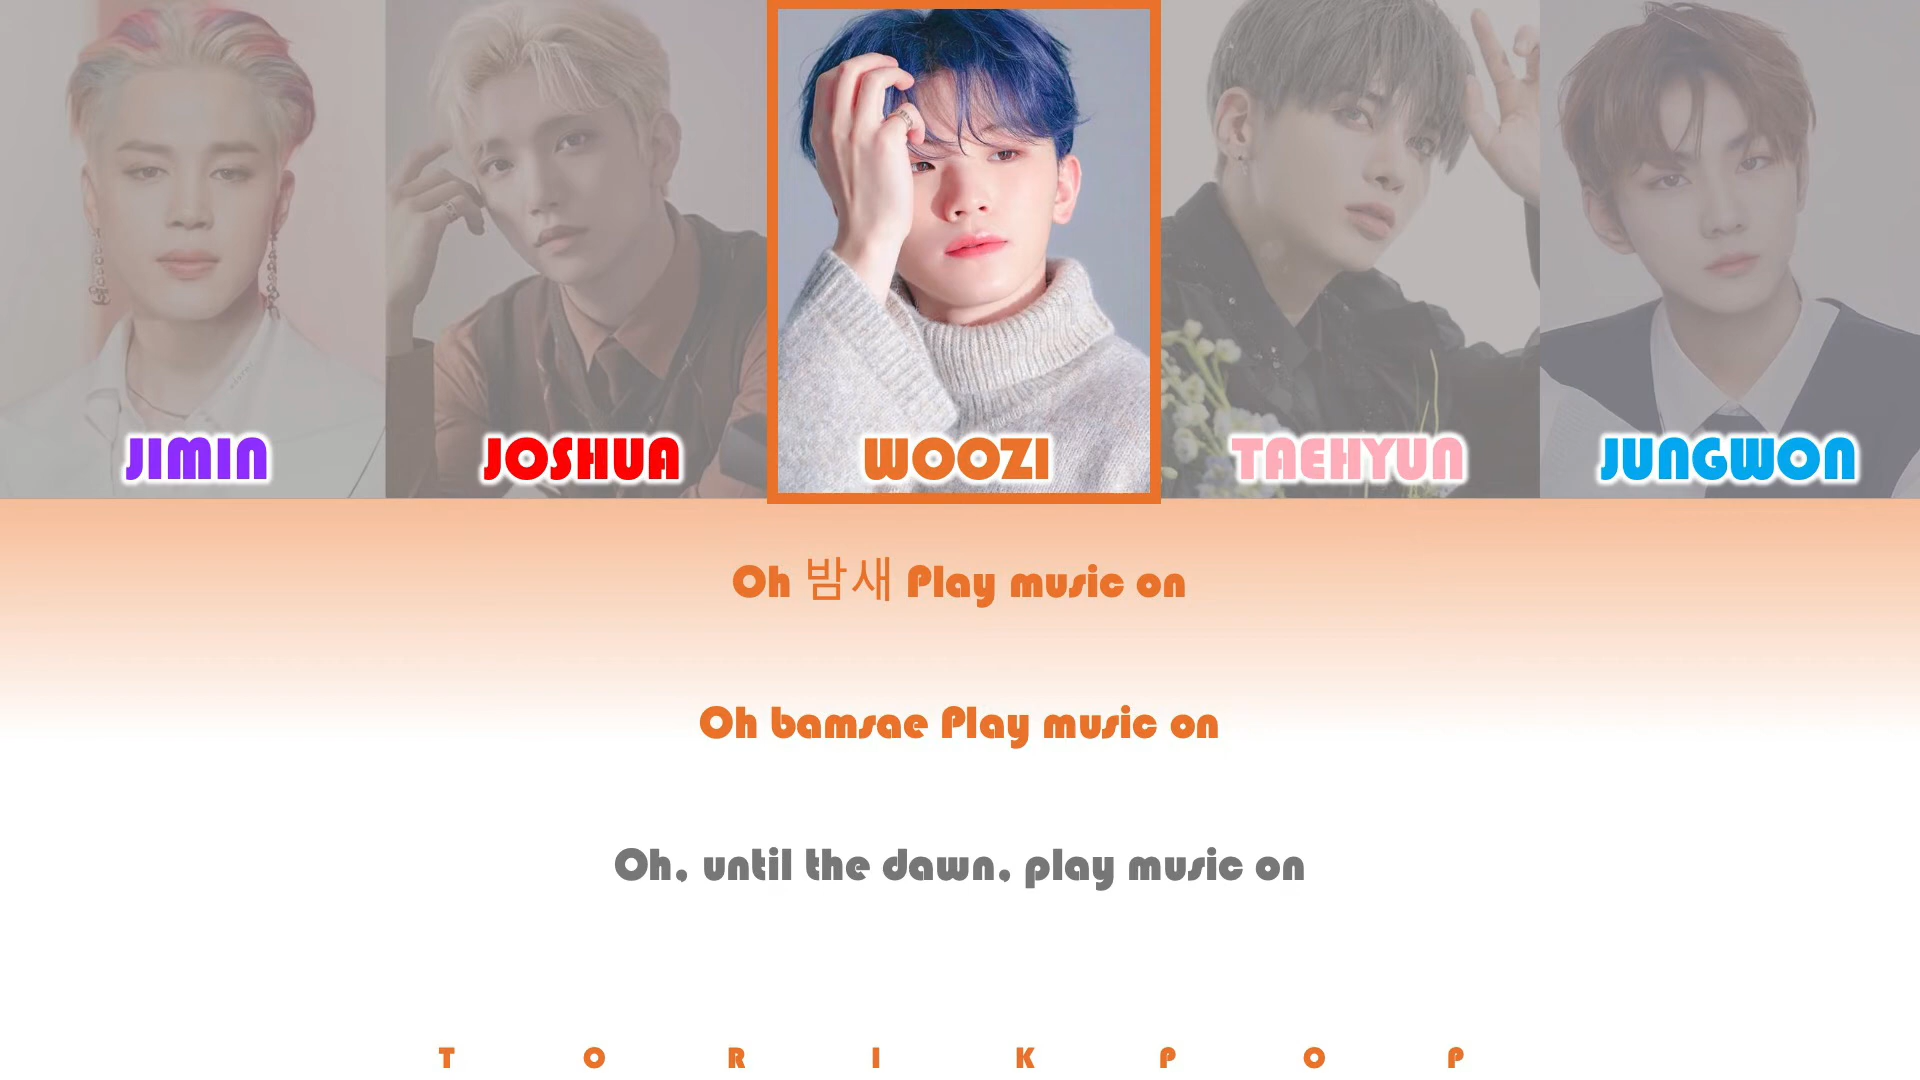 JIMIN JOSHUA WOOZI TAEHYUN JUNGWON
Oh 밤새 Play music on
Oh bamsae Play music on
Oh, until the dawn, play music on
T O R I K P O P